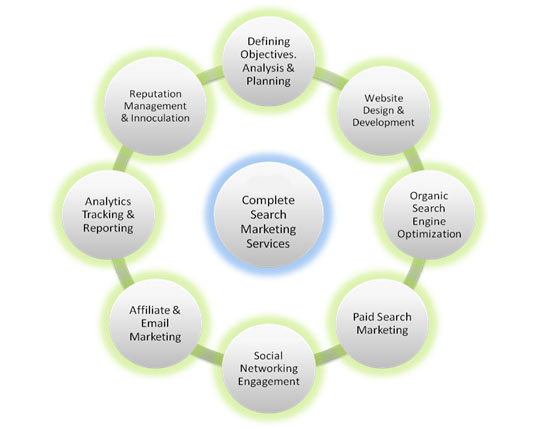 Defining
Objectives.
Analysis &
Planning
Website
Design &
Development
Organic
Search
Engine
Optimization
Paid Search
Marketing
Social
Networking
Engagement
Affiliate &
Email
Marketing
Analytics
Tracking &
Reporting
Reputation
Management
& Innoculation
Complete
Search
Marketing
Services